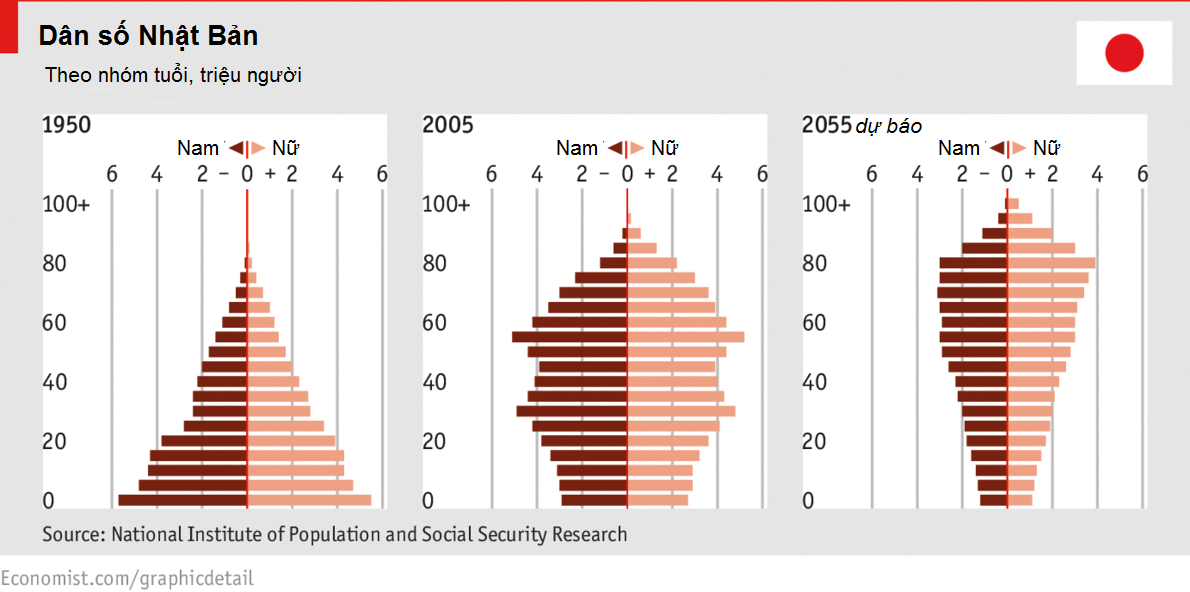 Dân số Nhật Bản
Theo nhóm tuổi, triệu người
1950
Nam Nữ
6 4 2 – 0 + 2 4 6
100+
80
60
40
20
0
2005
Nam Nữ
6 4 2 – 0 + 2 4 6
100+
80
60
40
20
0
2055 dự báo
Nam Nữ
6 4 2 – 0 + 2 4 6
100+
80
60
40
20
0
Source: National Institute of Population and Social Security Research
Economist.com/graphicdetail